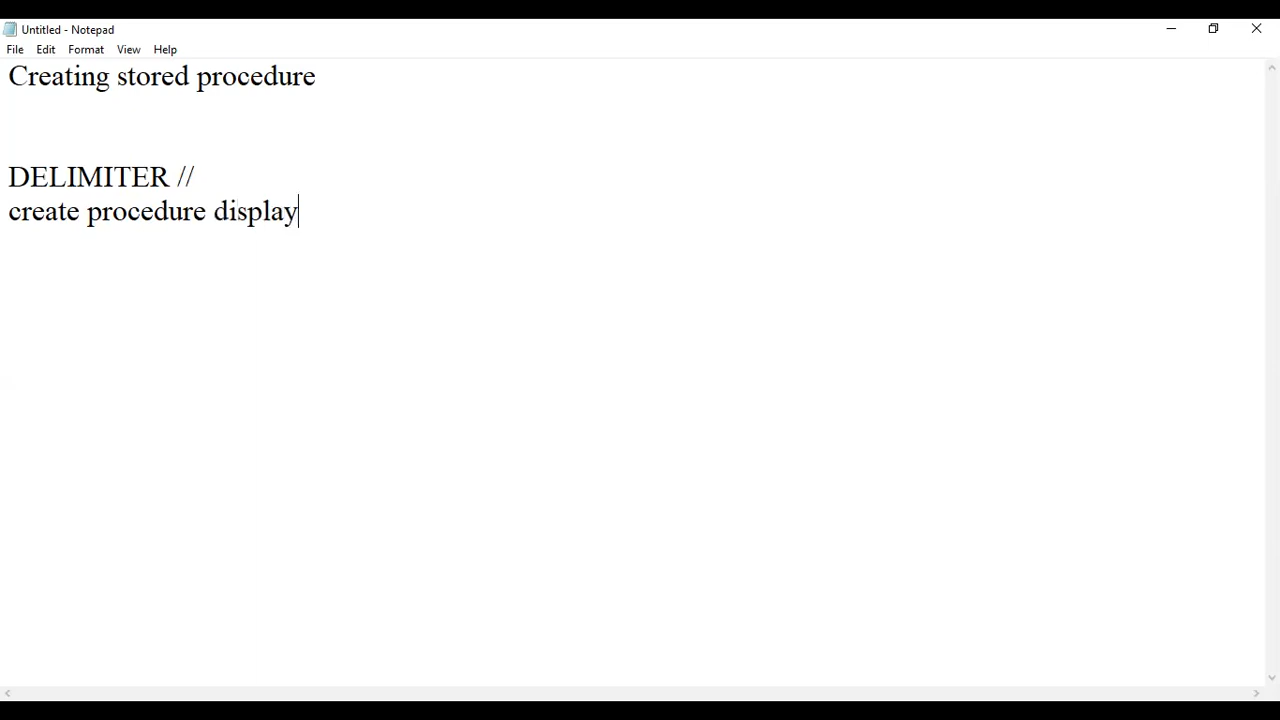 Untitled - Notepad
File Edit Format View Help
Creating stored procedure
DELIMITER //
create procedure display